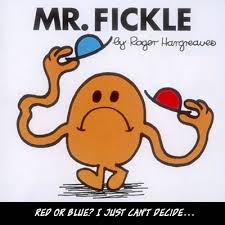 MR. FICKLE
by Roger Hargreaves
RED OR BLUE? I JUST CAN'T DECIDE...